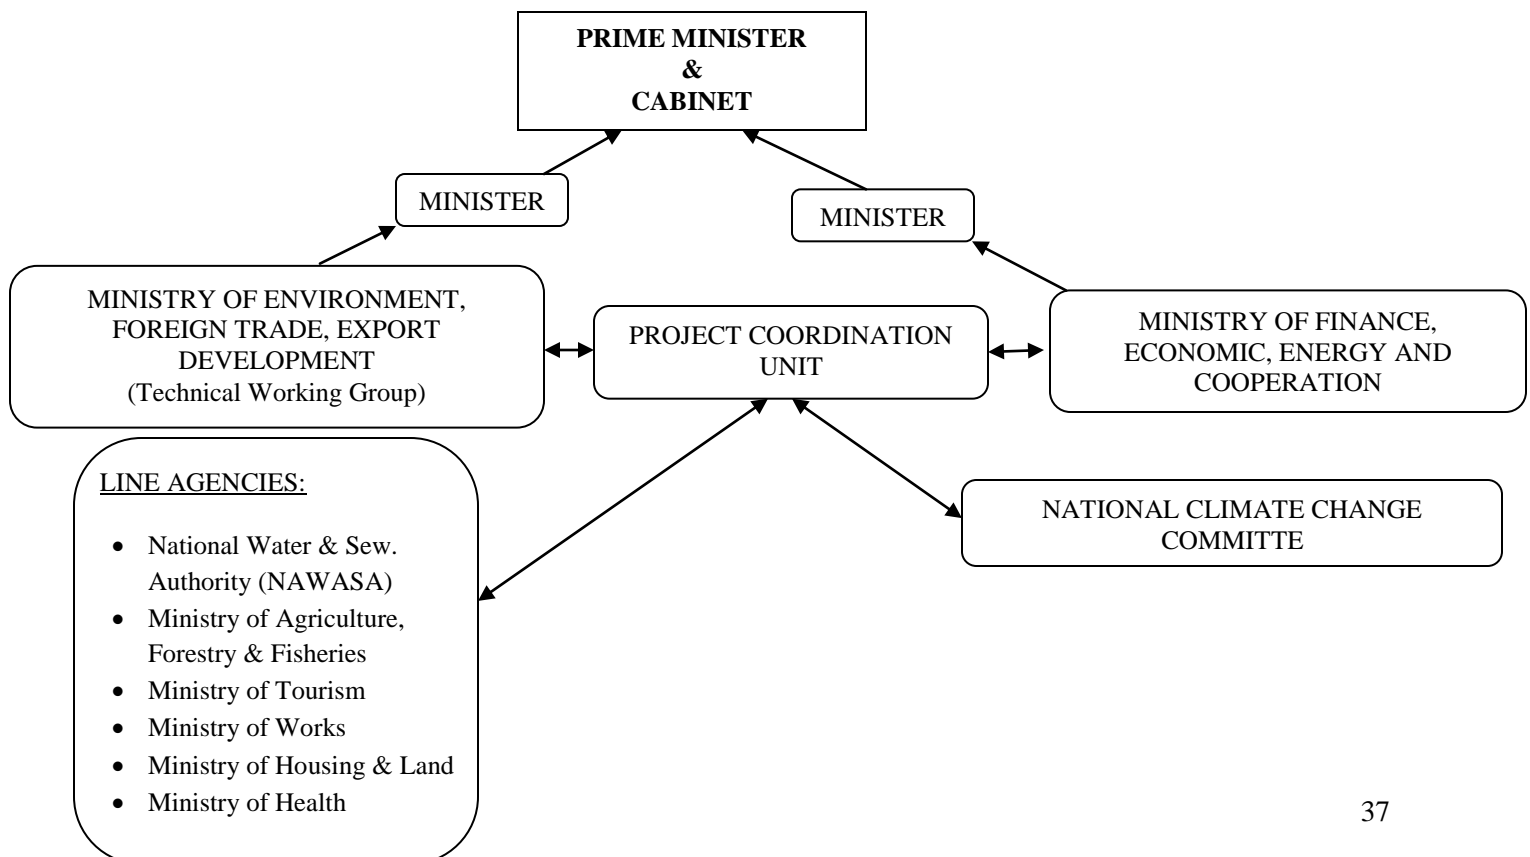 PRIME MINISTER
&
CABINET
MINISTER
MINISTER
MINISTRY OF ENVIRONMENT,
FOREIGN TRADE, EXPORT
DEVELOPMENT
(Technical Working Group)
PROJECT COORDINATION
UNIT
MINISTRY OF FINANCE,
ECONOMIC, ENERGY AND
COOPERATION
LINE AGENCIES:
• National Water & Sew.
Authority (NAWASA)
• Ministry of Agriculture,
Forestry & Fisheries
• Ministry of Tourism
• Ministry of Works
• Ministry of Housing & Land
• Ministry of Health
NATIONAL CLIMATE CHANGE
COMMITTE
37